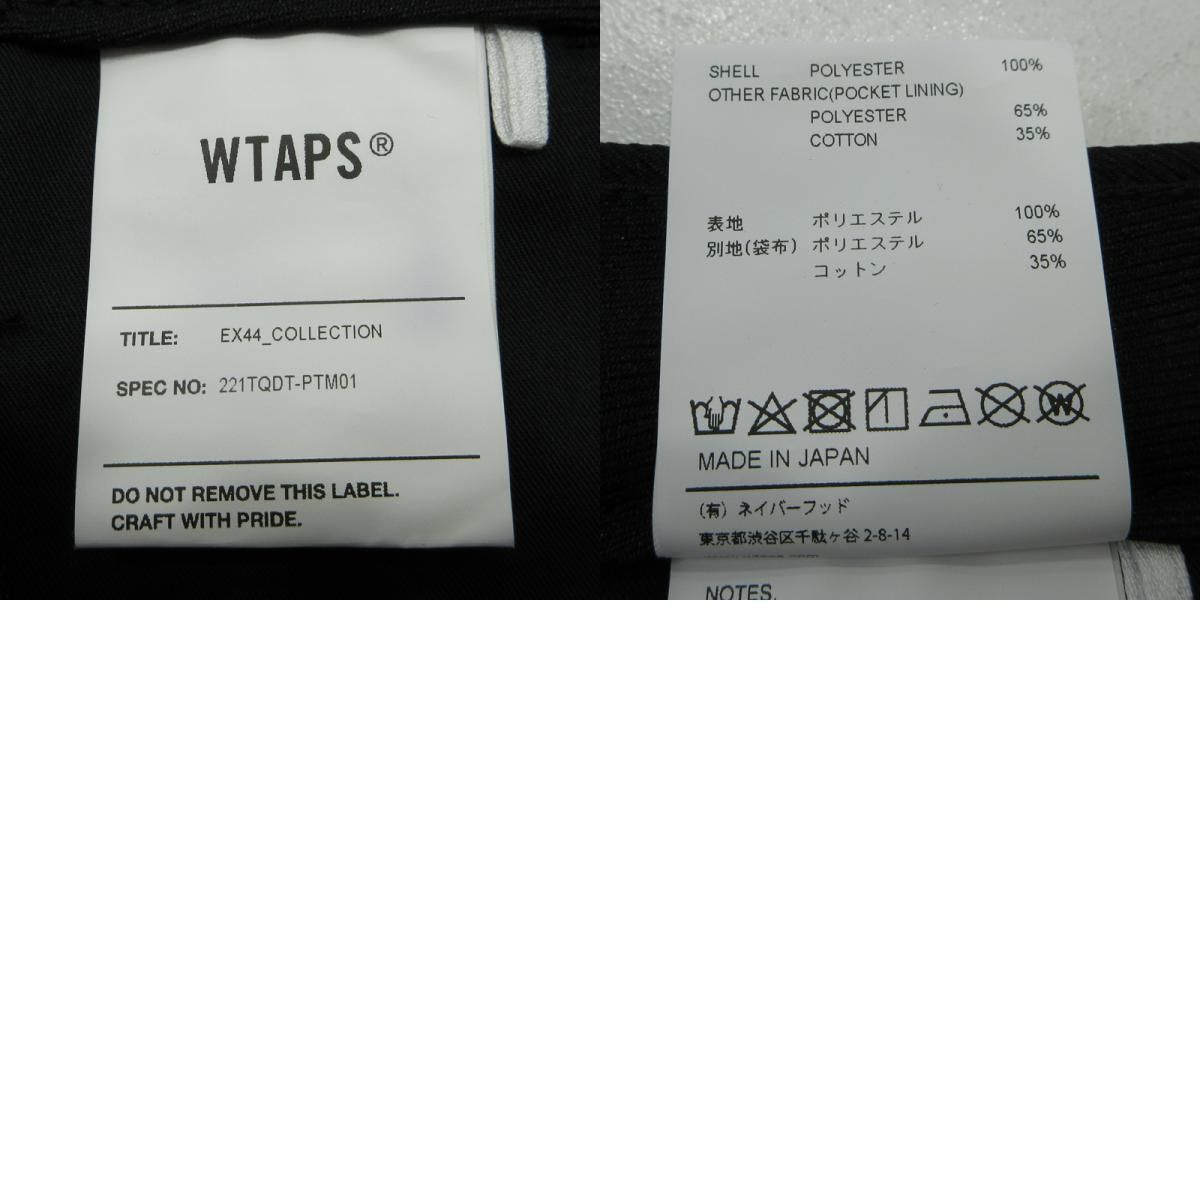 WTAPS®
TITLE: EX44_COLLECTION
SPEC NO: 221TQDT-PTM01
DO NOT REMOVE THIS LABEL.
CRAFT WITH PRIDE.
SHELL POLYESTER 100%
OTHER FABRIC(POCKET LINING)
POLYESTER 65%
COTTON 35%
表地 ポリエステル 100%
別地(袋布) ポリエステル 65%
コットン 35%
W
MADE IN JAPAN
(有) ネイバーフッド
東京都渋谷区千駄ヶ谷 2-8-14
NOTES.